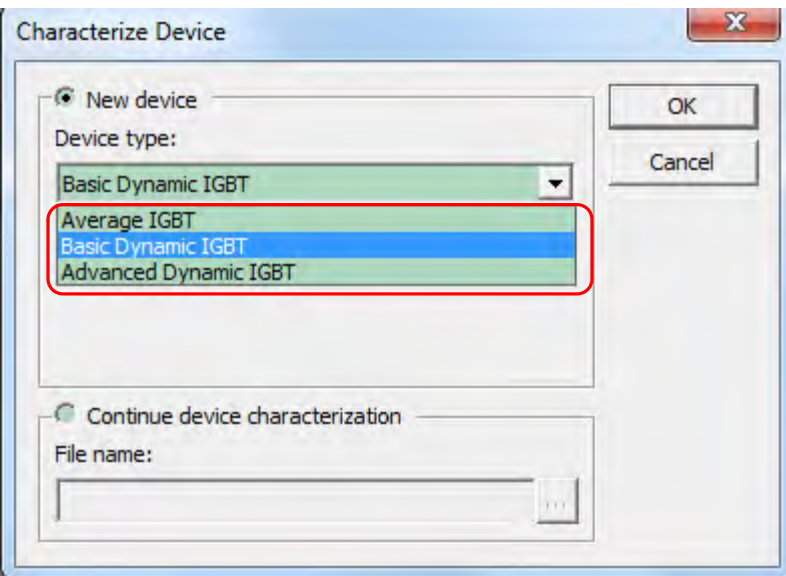 Characterize Device
New device
OK
Device type:
Cancel
Basic Dynamic IGBT
Average IGBT
Basic Dynamic IGBT
Advanced Dynamic IGBT
Continue device characterization
File name:
...